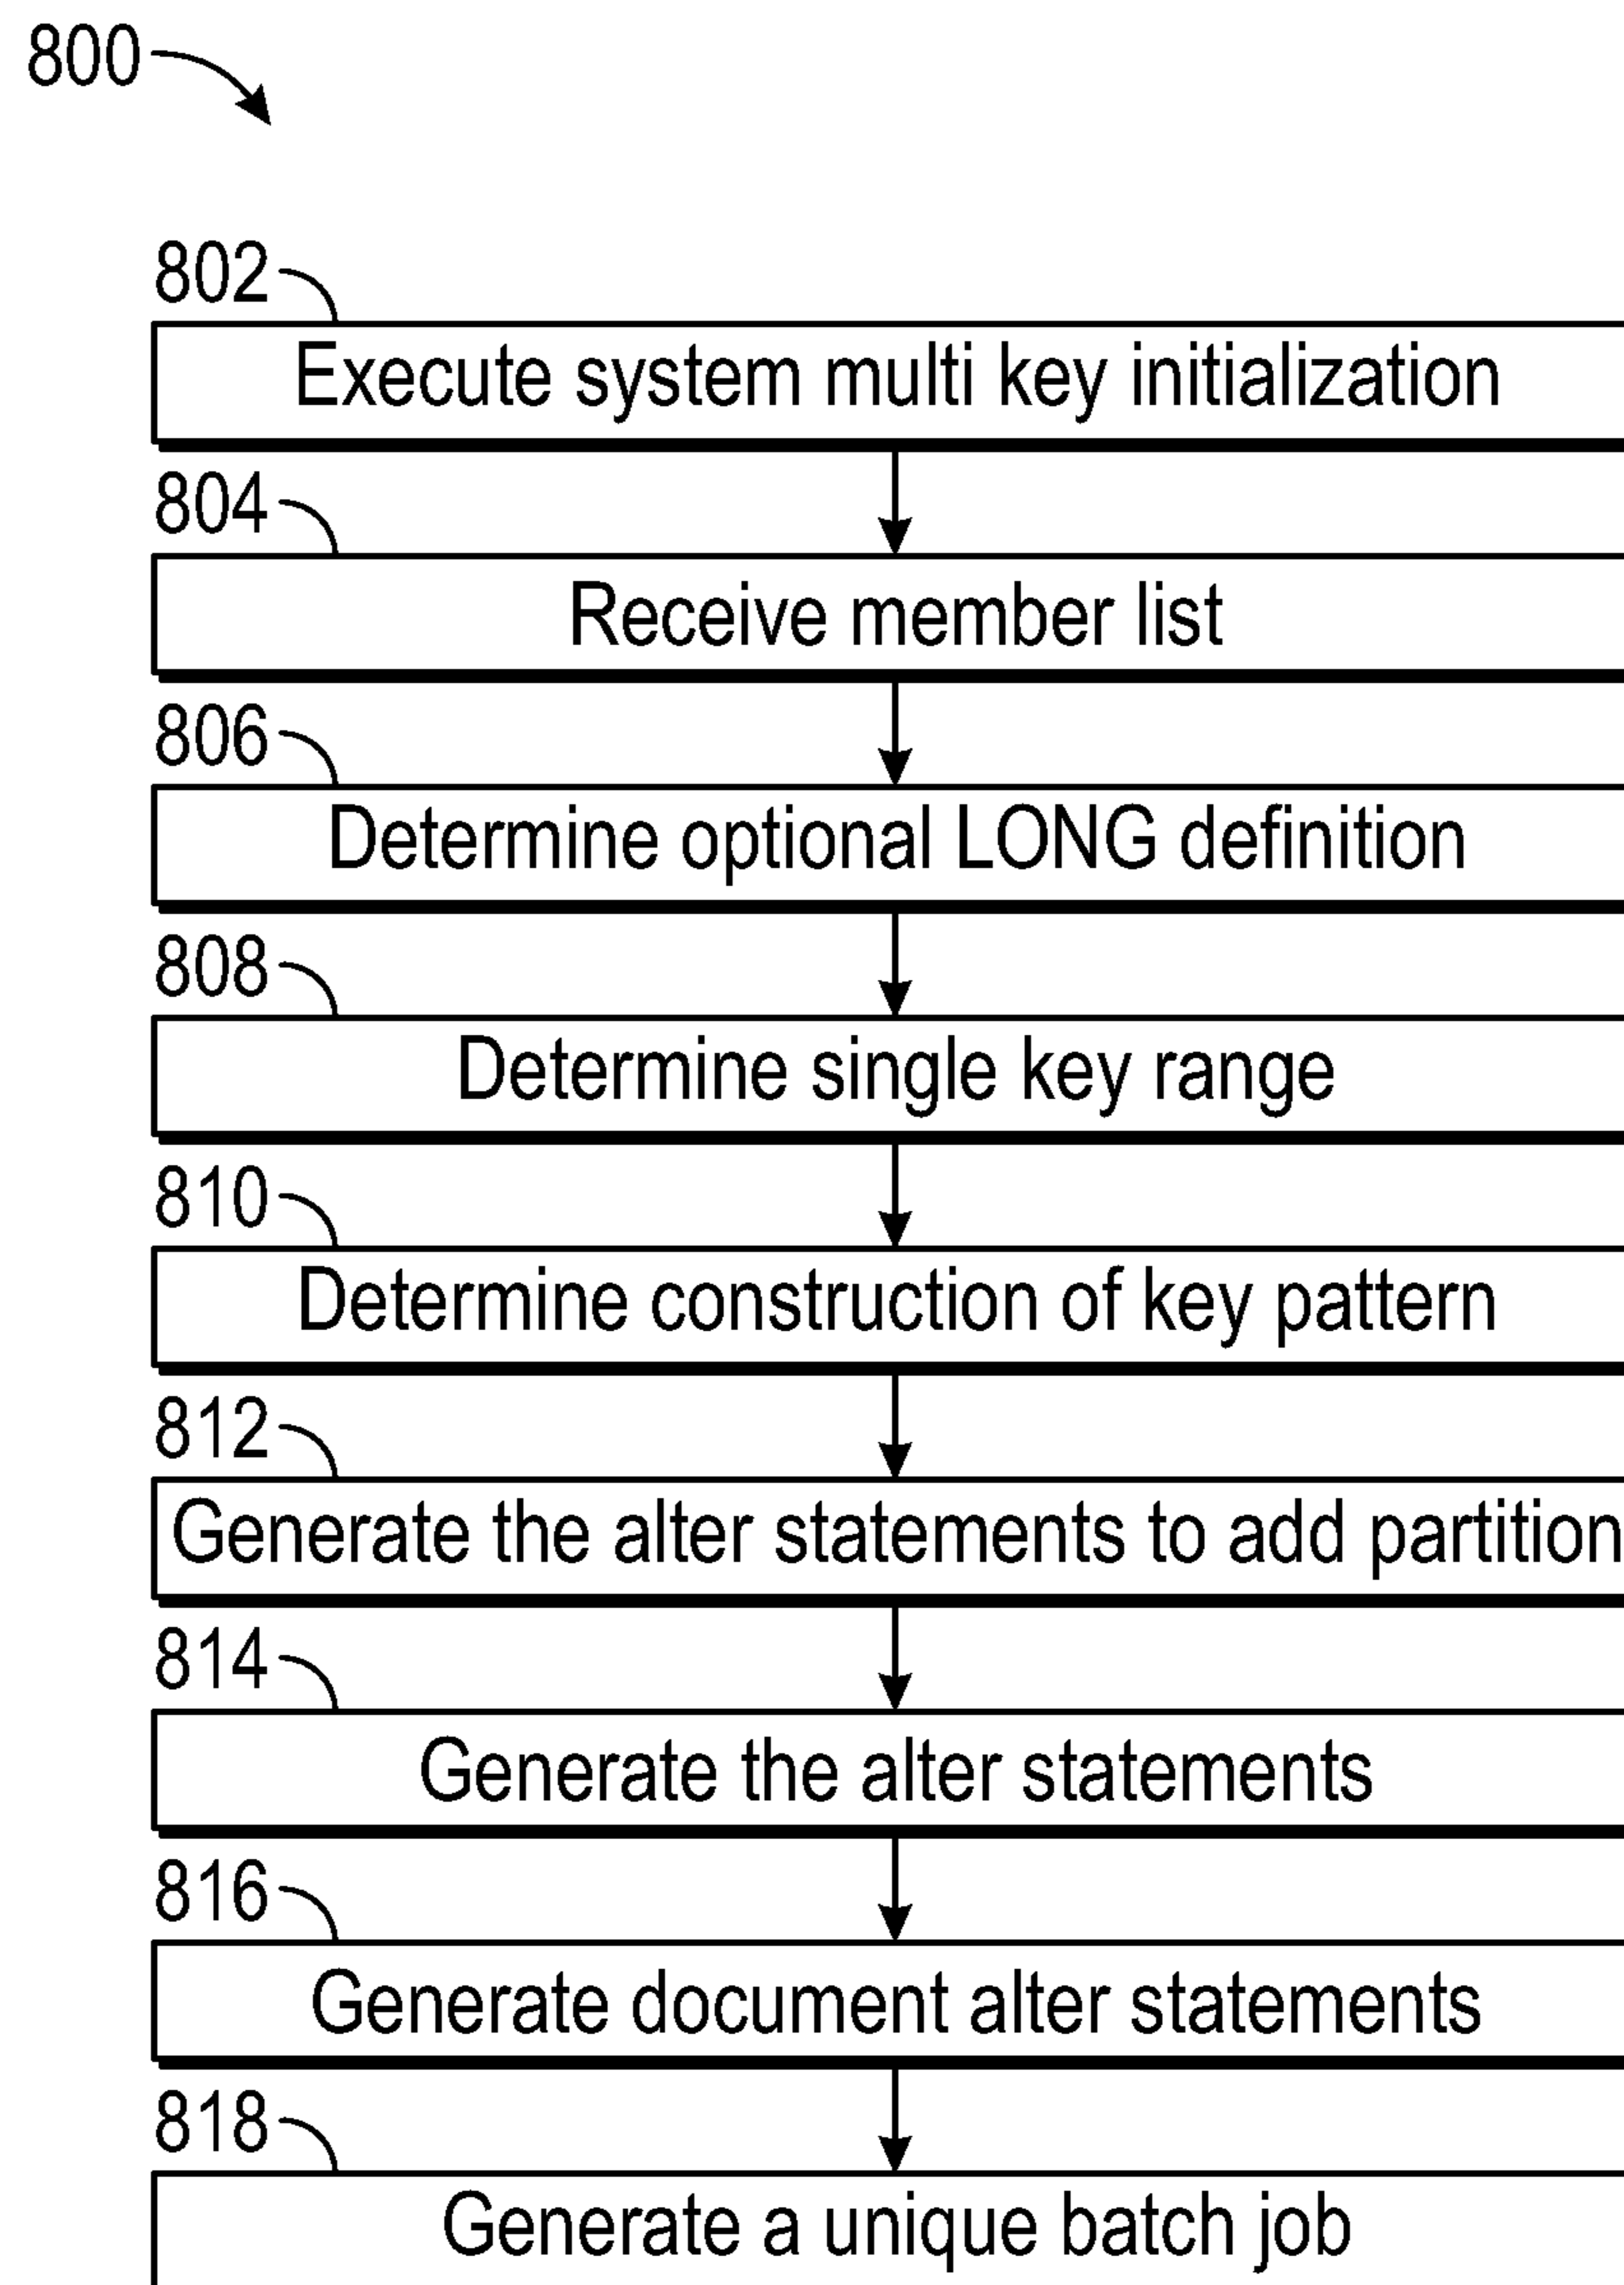 800
802
Execute system multi key initialization
804
Receive member list
806
Determine optional LONG definition
808
Determine single key range
810
Determine construction of key pattern
812
Generate the alter statements to add partition
814
Generate the alter statements
816
Generate document alter statements
818
Generate a unique batch job